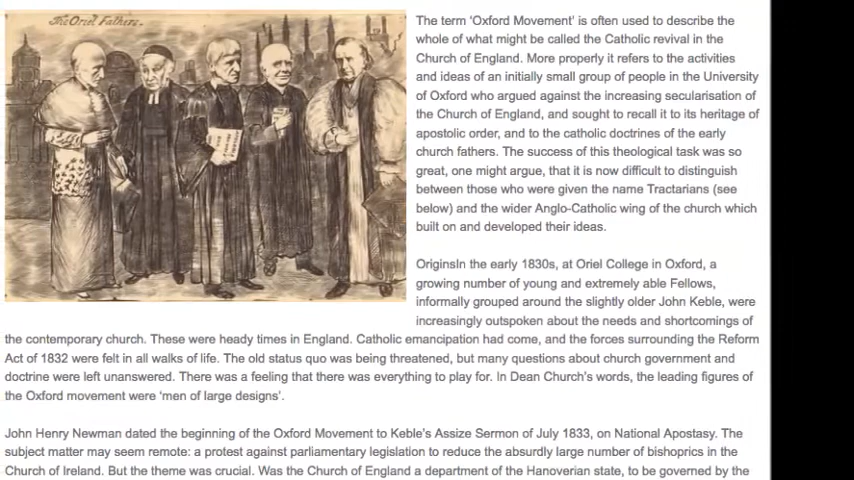 The Oriel Fathers.
The term ‘Oxford Movement’ is often used to describe the
whole of what might be called the Catholic revival in the
Church of England. More properly it refers to the activities
and ideas of an initially small group of people in the University
of Oxford who argued against the increasing secularisation of
the Church of England, and sought to recall it to its heritage of
apostolic order, and to the catholic doctrines of the early
church fathers. The success of this theological task was so
great, one might argue, that it is now difficult to distinguish
between those who were given the name Tractarians (see
below) and the wider Anglo-Catholic wing of the church which
built on and developed their ideas.
OriginsIn the early 1830s, at Oriel College in Oxford, a
growing number of young and extremely able Fellows,
informally grouped around the slightly older John Keble, were
increasingly outspoken about the needs and shortcomings of
the contemporary church. These were heady times in England. Catholic emancipation had come, and the forces surrounding the Reform
Act of 1832 were felt in all walks of life. The old status quo was being threatened, but many questions about church government and
doctrine were left unanswered. There was a feeling that there was everything to play for. In Dean Church’s words, the leading figures of
the Oxford movement were ‘men of large designs’.
John Henry Newman dated the beginning of the Oxford Movement to Keble’s Assize Sermon of July 1833, on National Apostasy. The
subject matter may seem remote: a protest against parliamentary legislation to reduce the absurdly large number of bishoprics in the
Church of Ireland. But the theme was crucial. Was the Church of England a department of the Hanoverian state, to be governed by the